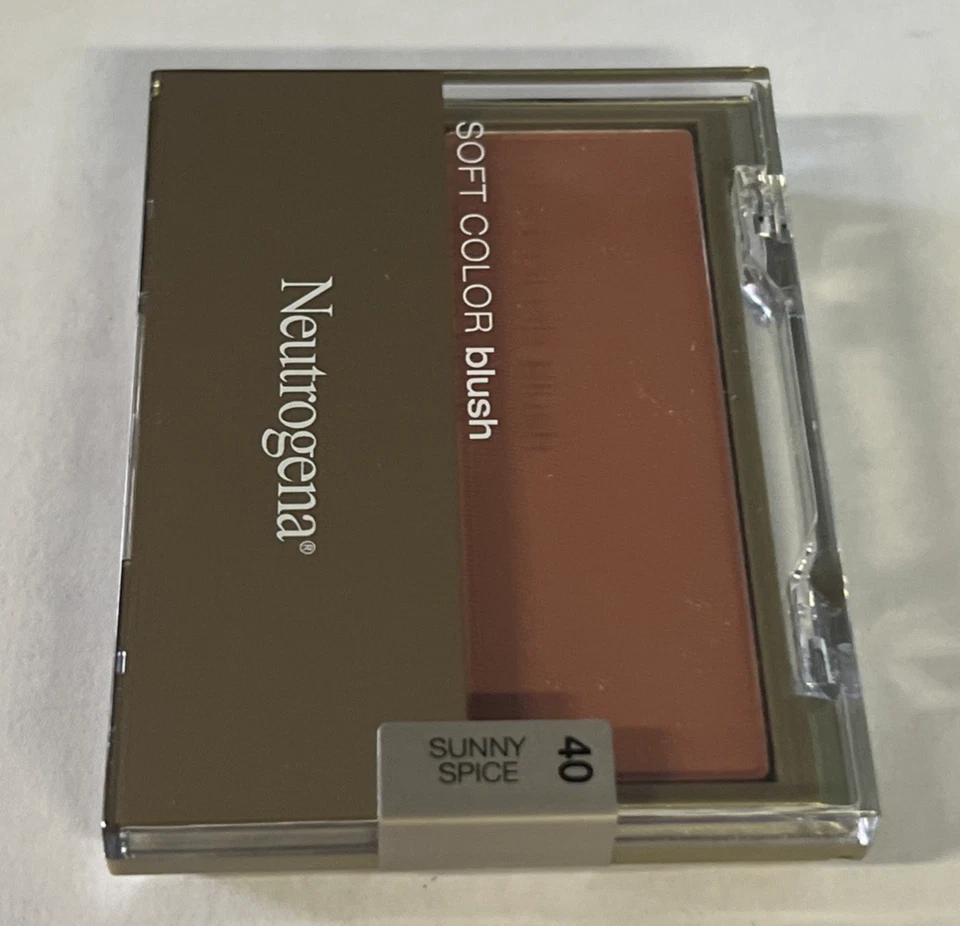 SOFT COLOR blush
Neutrogena®
SUNNY
SPICE
40